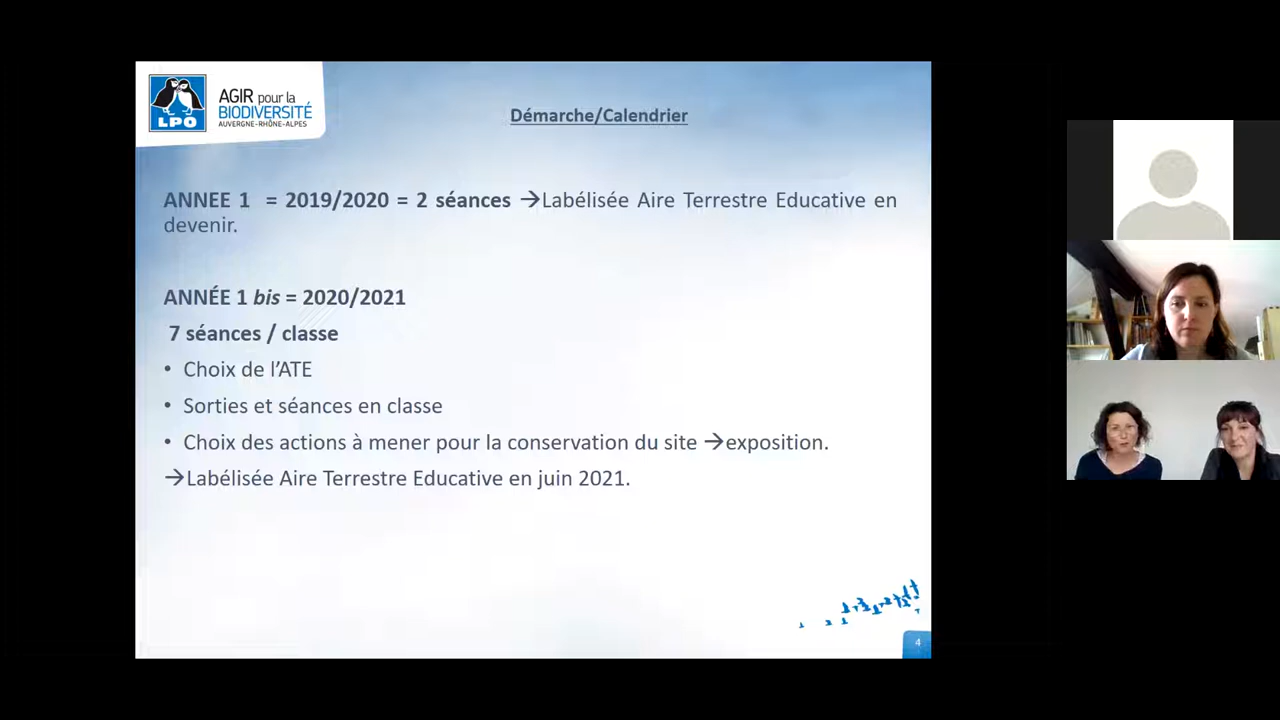 LPO
AGIR pour la
BIODIVERSITÉ
AUVERGNE-RHÔNE-ALPES
Démarche/Calendrier
ANNEE 1 = 2019/2020 = 2 séances →Labélisée Aire Terrestre Educative en
devenir.
ANNÉE 1 bis = 2020/2021
7 séances / classe
• Choix de l’ATE
• Sorties et séances en classe
• Choix des actions à mener pour la conservation du site →exposition.
→Labélisée Aire Terrestre Educative en juin 2021.
4